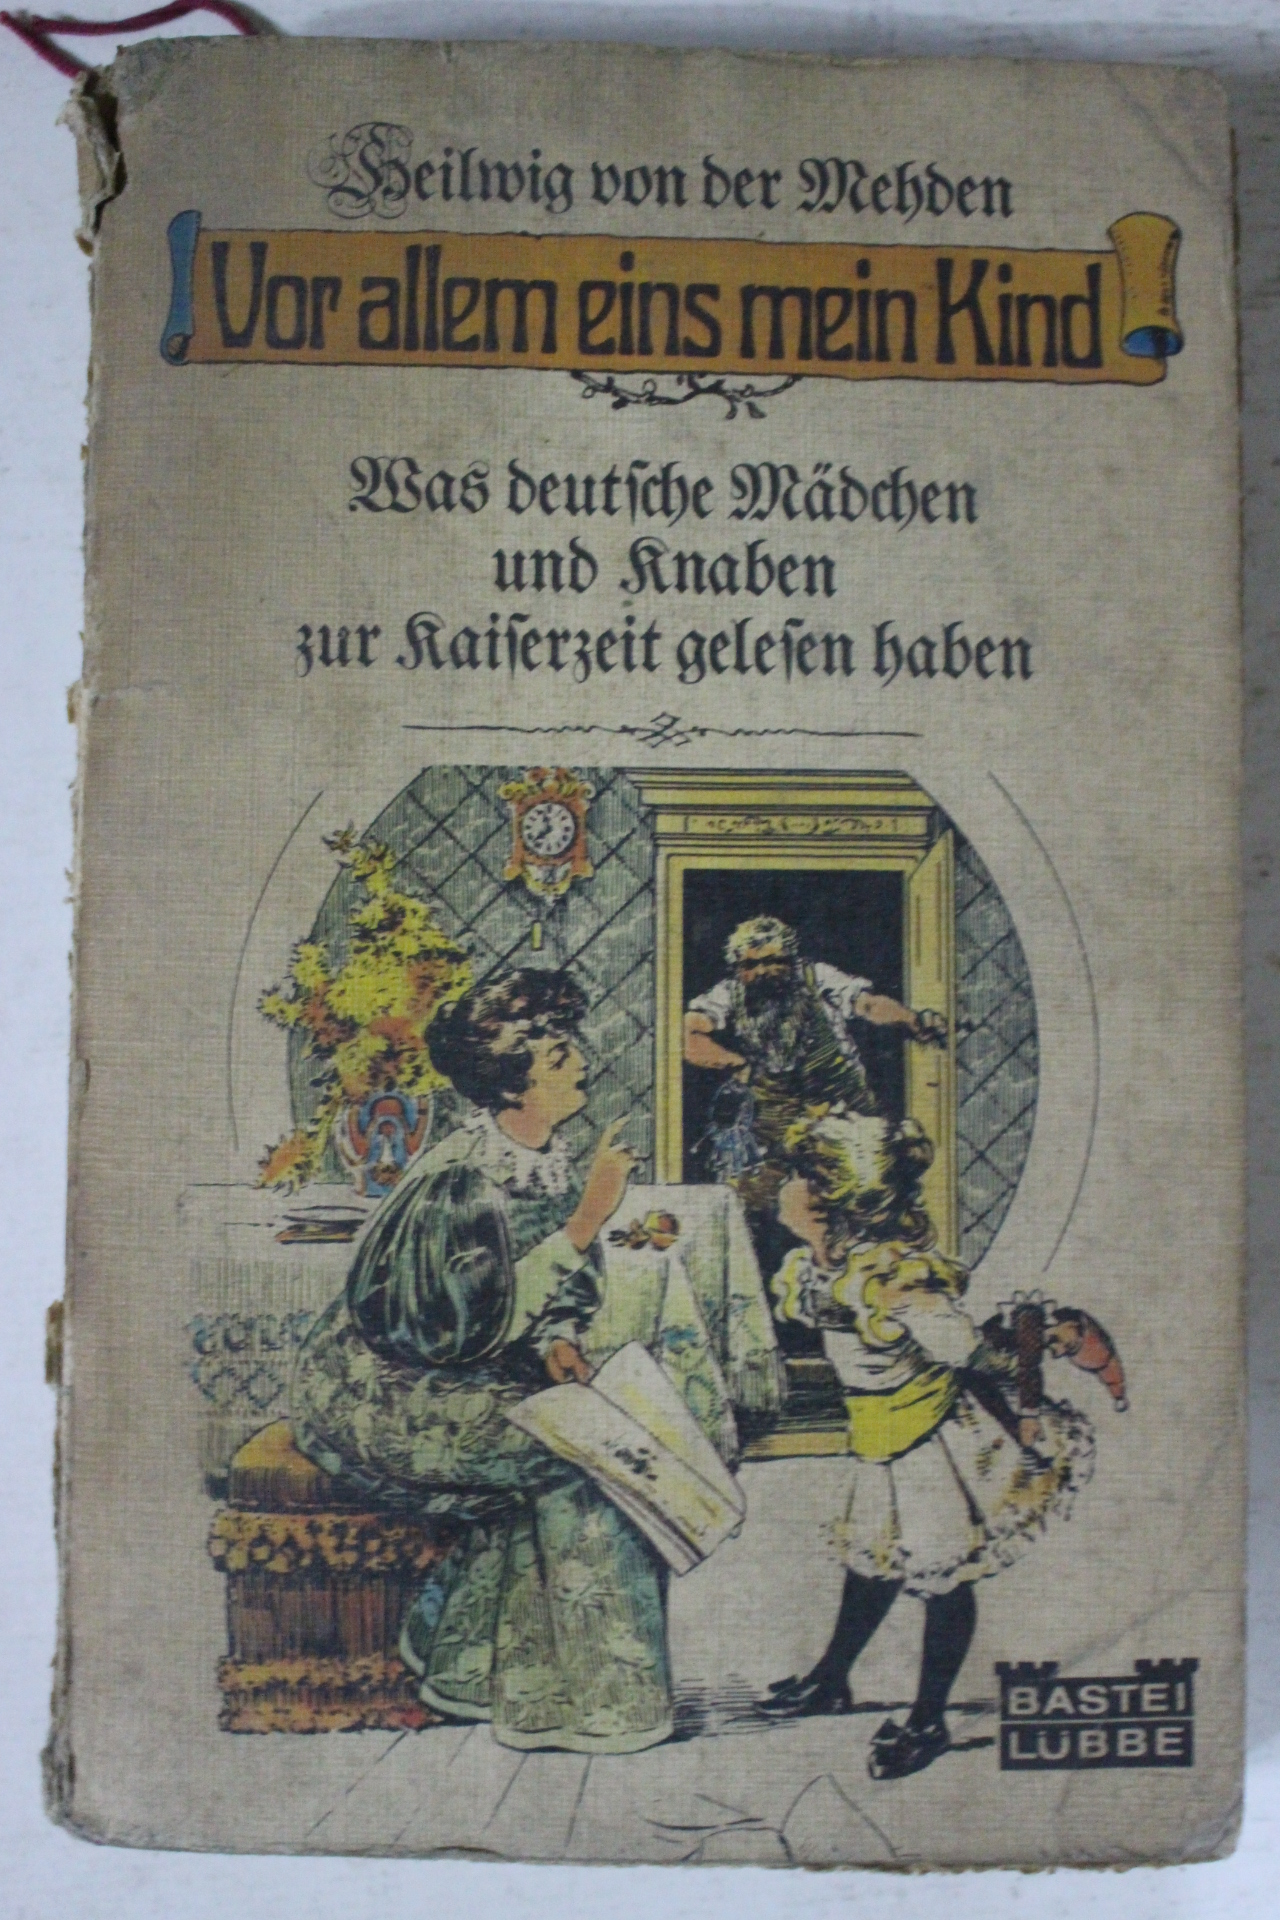 Heilwig von der Mehden
Vor allem eins mein Kind
Was deutsche Mädchen
und Knaben
zur Kaiserzeit gelesen haben
BASTEI
LÜBBE